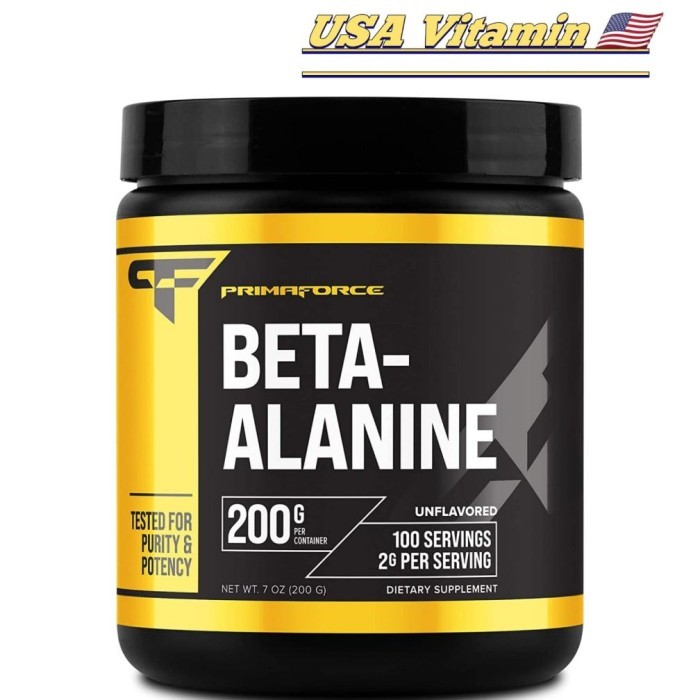 USA Vitamin
PRIMAFORCE
BETA-
ALANINE
200G
PER
CONTAINER
UNFLAVORED
100 SERVINGS
2G PER SERVING
TESTED FOR
PURITY &
POTENCY
NET WT. 7 OZ (200 G)
DIETARY SUPPLEMENT